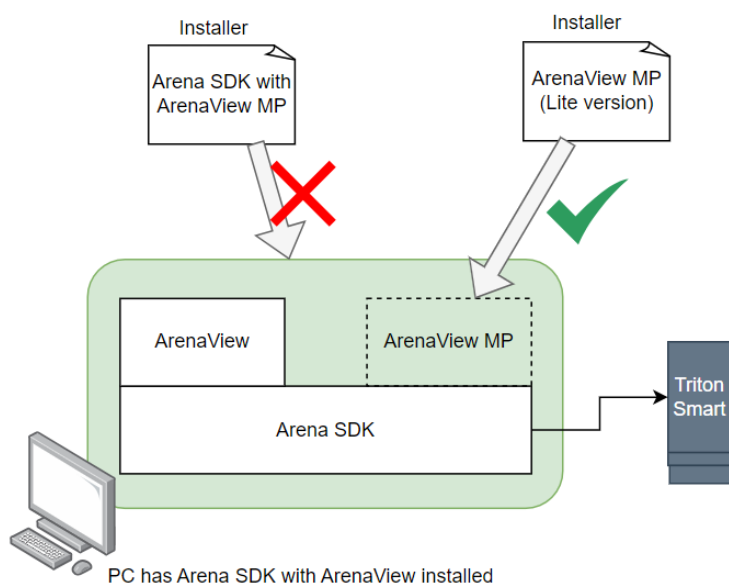 Installer
Arena SDK with
ArenaView MP
Installer
ArenaView MP
(Lite version)
ArenaView
ArenaView MP
Arena SDK
Triton
Smart
PC has Arena SDK with ArenaView installed